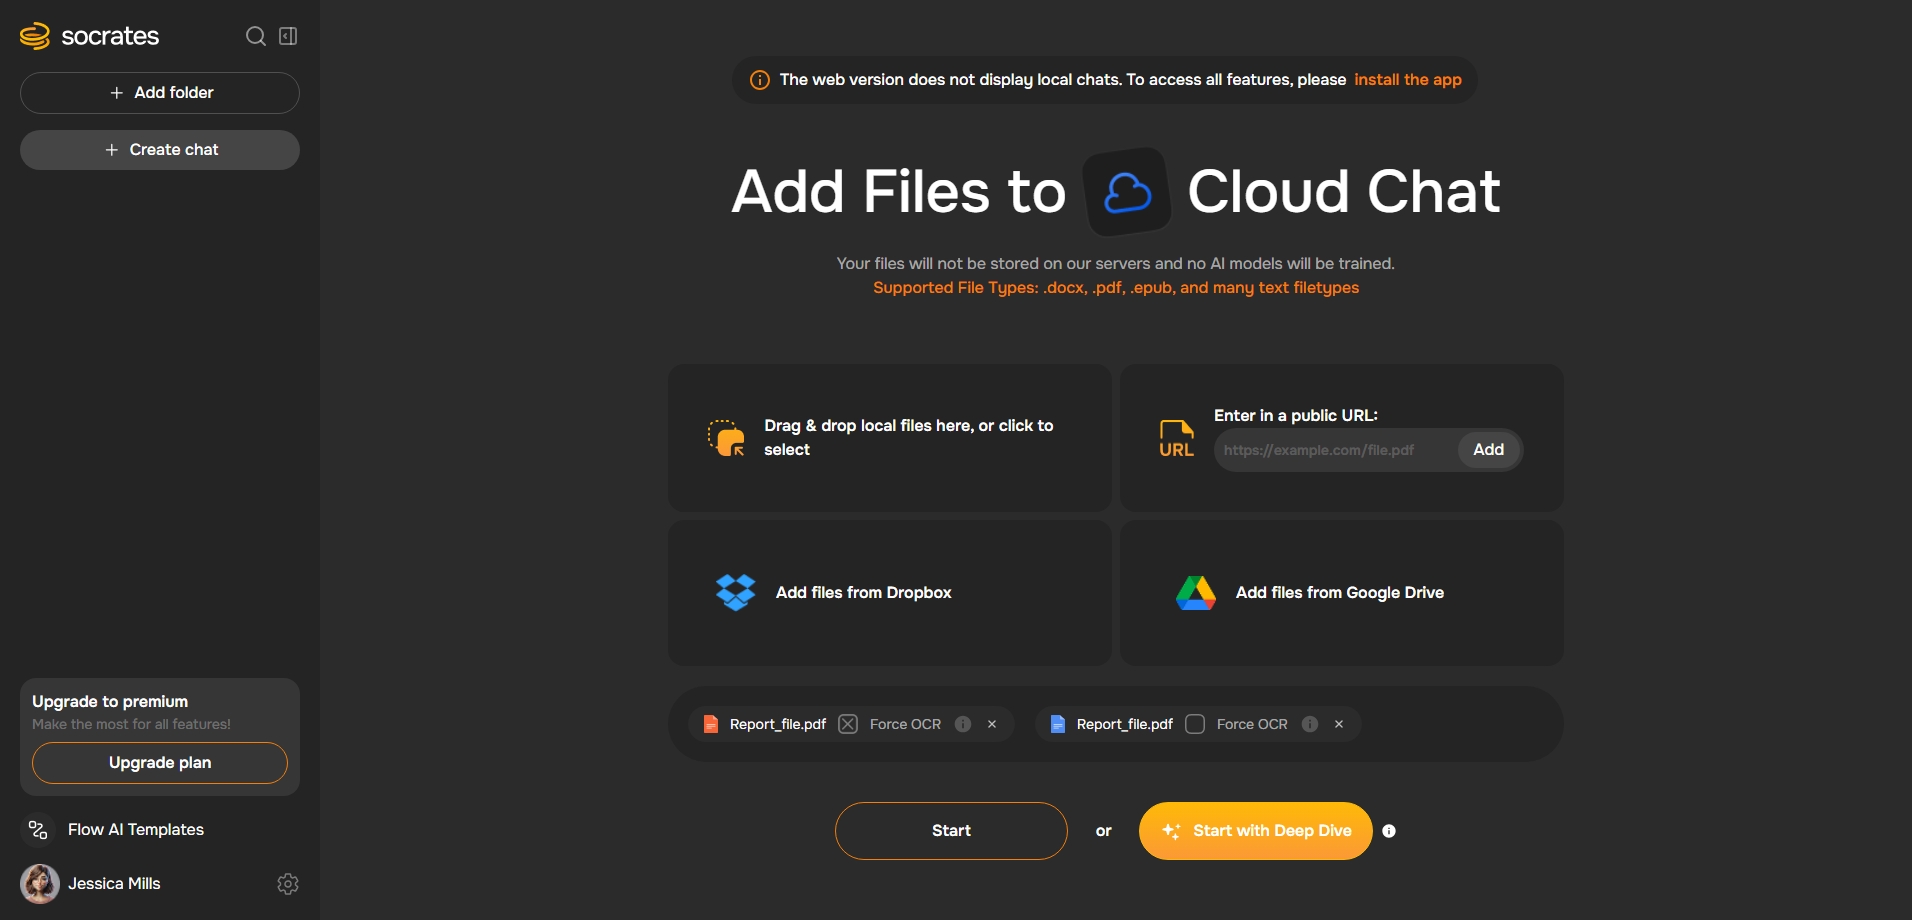 socrates
Add folder
Create chat
The web version does not display local chats. To access all features, please install the app
Add Files to Cloud Chat
Your files will not be stored on our servers and no AI models will be trained.
Supported File Types: .docx, .pdf, .epub, and many text filetypes
Drag & drop local files here, or click to
select
URL
Enter in a public URL:
https://example.com/file.pdf
Add
Add files from Dropbox
Add files from Google Drive
Report_file.pdf Force OCR
Report_file.pdf Force OCR
Start
or
Start with Deep Dive
Upgrade to premium
Make the most for all features!
Upgrade plan
Flow AI Templates
Jessica Mills